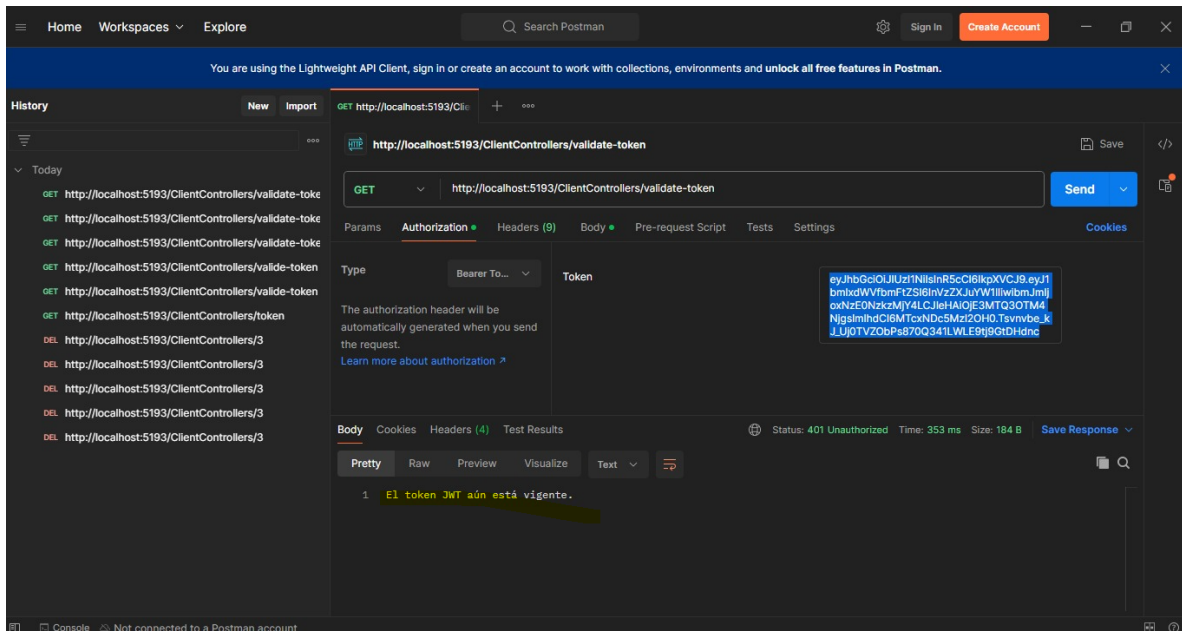 Home Workspaces Explore
Search Postman
Sign In
Create Account
You are using the Lightweight API Client, sign in or create an account to work with collections, environments and unlock all free features in Postman.
History
New Import
GET http://localhost:5193/Clie
http://localhost:5193/ClientControllers/validate-token
Save
Today
GET http://localhost:5193/ClientControllers/validate-toke
GET http://localhost:5193/ClientControllers/validate-toke
GET http://localhost:5193/ClientControllers/validate-toke
GET http://localhost:5193/ClientControllers/valide-token
GET http://localhost:5193/ClientControllers/valide-token
GET http://localhost:5193/ClientControllers/token
DEL http://localhost:5193/ClientControllers/3
DEL http://localhost:5193/ClientControllers/3
DEL http://localhost:5193/ClientControllers/3
DEL http://localhost:5193/ClientControllers/3
DEL http://localhost:5193/ClientControllers/3
GET http://localhost:5193/ClientControllers/validate-token
Send
Params Authorization Headers (9) Body Pre-request Script Tests Settings
Cookies
Type
Bearer To...
The authorization header will be
automatically generated when you send
the request.
Learn more about authorization
Token
Body Cookies Headers (4) Test Results
Status: 401 Unauthorized Time: 353 ms Size: 184 B
Save Response
Pretty Raw Preview Visualize Text
1 El token JWT aún está vigente.
Console Not connected to a Postman account